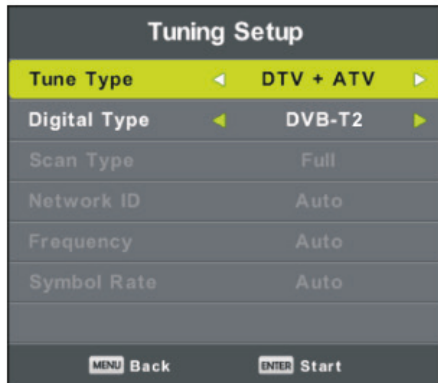 Tuning Setup
Tune Type DTV + ATV
Digital Type DVB-T2
Scan Type Full
Network ID Auto
Frequency Auto
Symbol Rate Auto
MENU Back ENTER Start